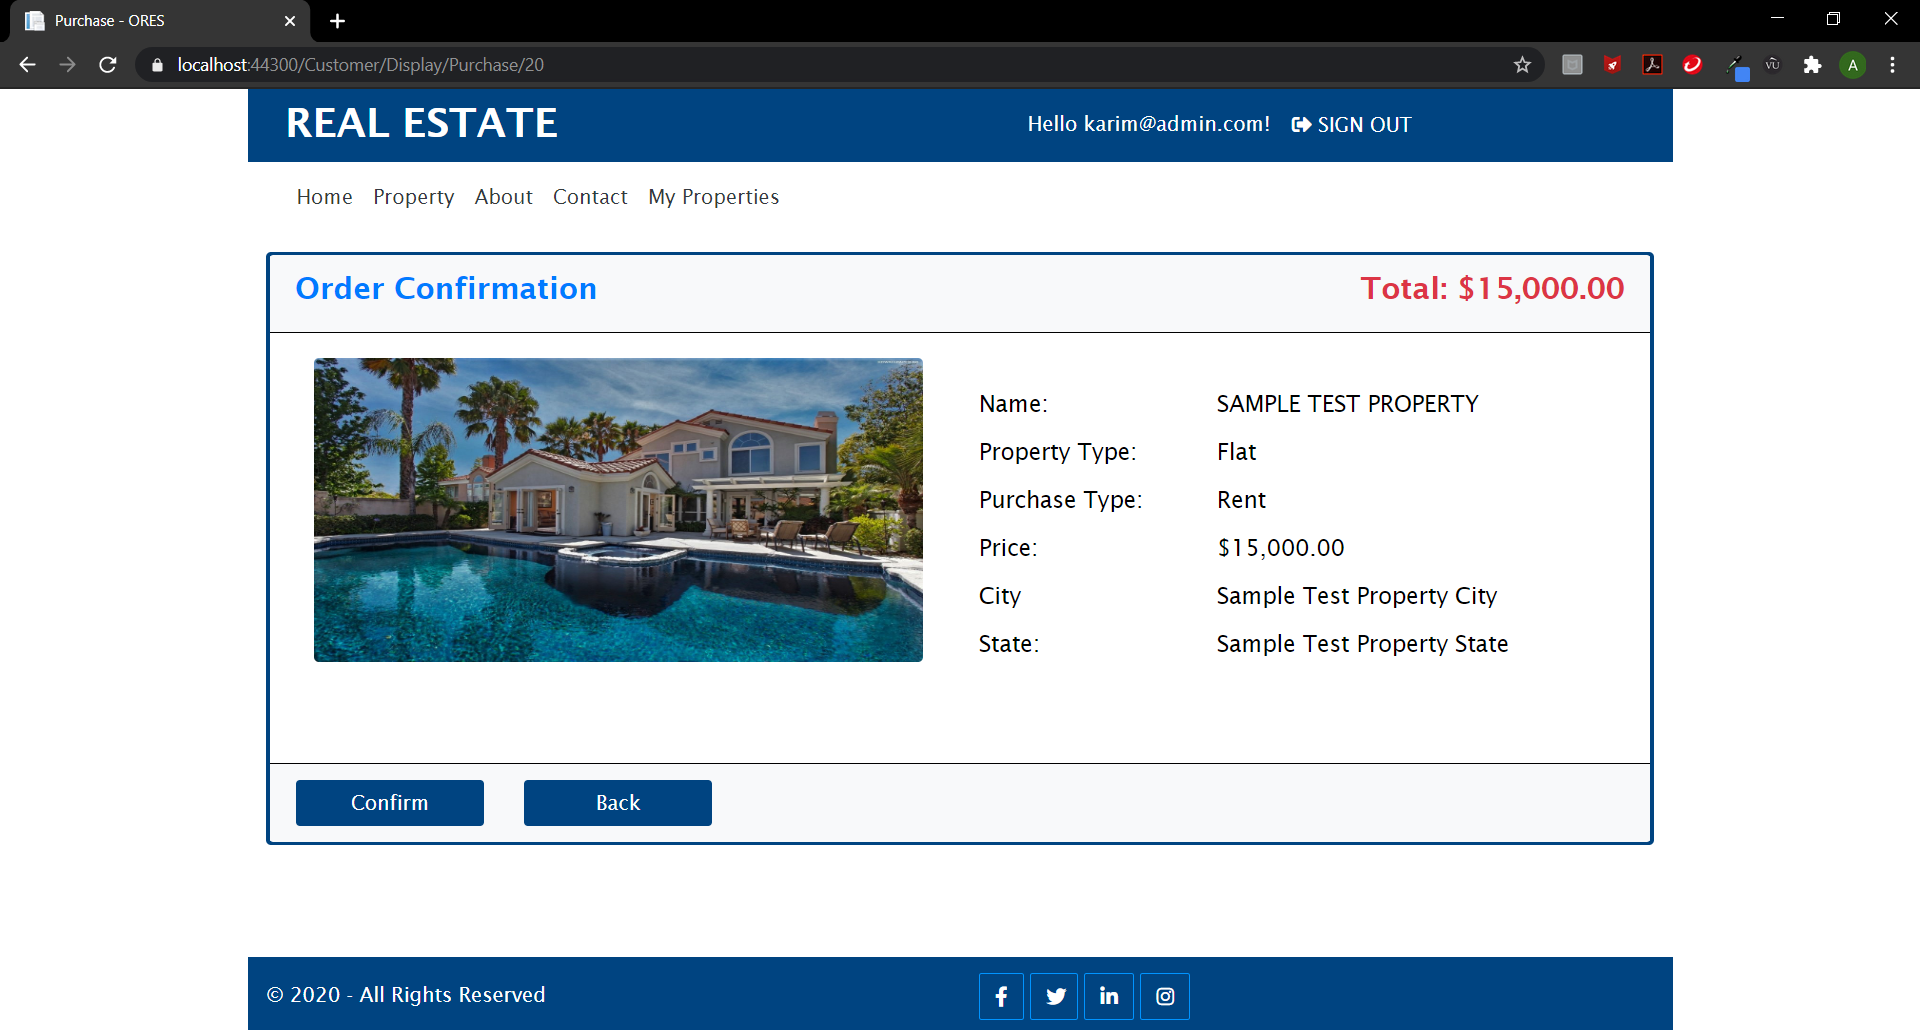 Purchase - ORES
localhost:44300/Customer/Display/Purchase/20
A
REAL ESTATE
Hello karim@admin.com!
SIGN OUT
Home
Property
About
Contact
My Properties
Order Confirmation
Total: $15,000.00
Name: SAMPLE TEST PROPERTY
Property Type: Flat
Purchase Type: Rent
Price: $15,000.00
City Sample Test Property City
State: Sample Test Property State
Confirm
Back
© 2020 - All Rights Reserved